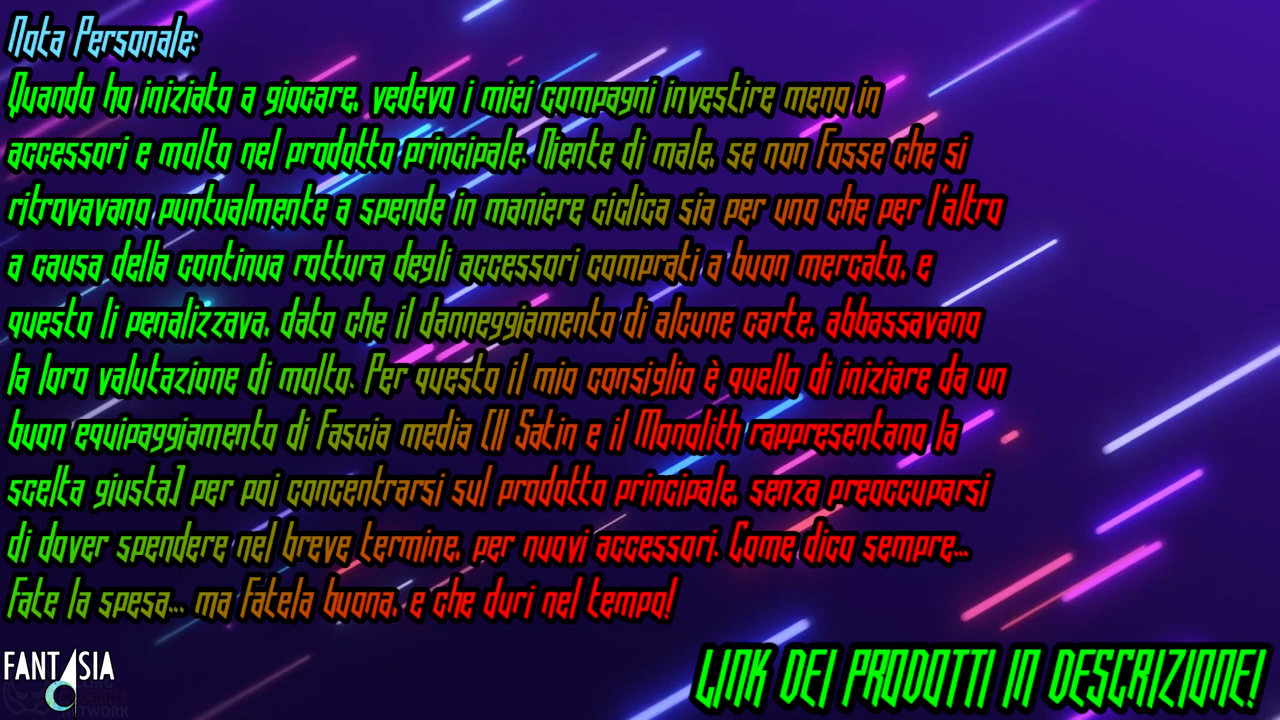 Nota Personale:
Quando ho iniziato a giocare, vedevo i miei compagni investire meno in
accessori e molto nel prodotto principale. Niente di male, se non fosse che si
ritrovavano puntualmente a spende in maniere ciclica sia per uno che per l'altro
a causa della continua rottura degli accessori comprati a buon mercato, e
questo li penalizzava, dato che il danneggiamento di alcune carte, abbassavano
la loro valutazione di molto. Per questo il mio consiglio è quello di iniziare da un
buon equipaggiamento di fascia media (Il Satin e il Monolith rappresentano la
scelta giusta) per poi concentrarsi sul prodotto principale, senza preoccuparsi
di dover spendere nel breve termine, per nuovi accessori. Come dico sempre...
Fate la spesa... ma fatela buona, e che duri nel tempo!
FANTASIA
NETWORK
LINK DEI PRODOTTI IN DESCRIZIONE!